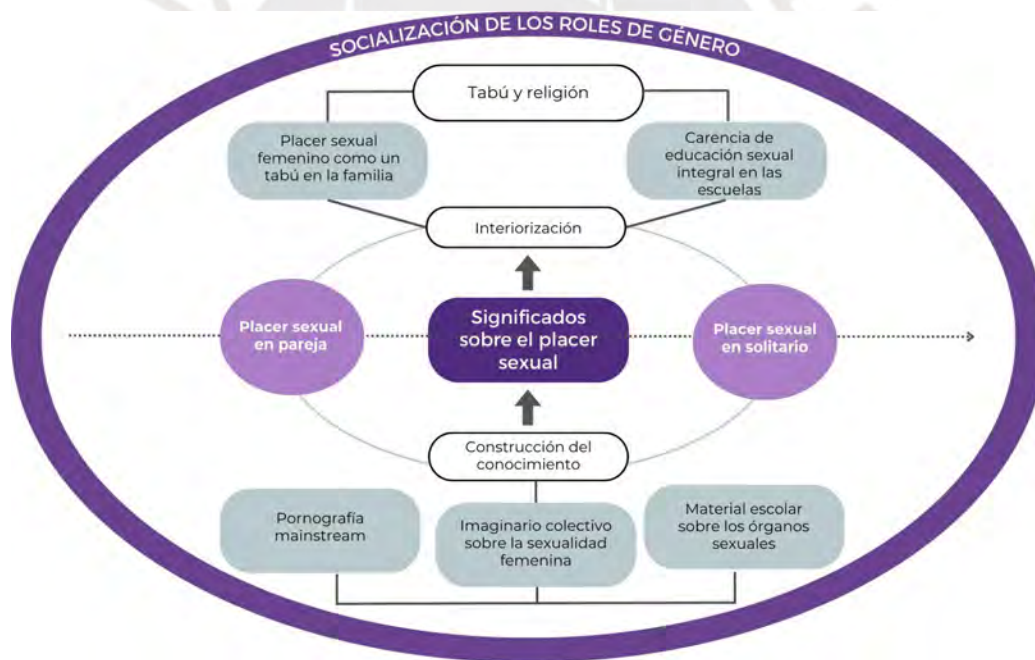 SOCIALIZACIÓN DE LOS ROLES DE GÉNERO
Tabú y religión
Placer sexual
femenino como un
tabú en la familia
Carencia de
educación sexual
integral en las
escuelas
Interiorización
Placer sexual
en pareja
Significados
sobre el placer
sexual
Placer sexual
en solitario
Construcción del
conocimiento
Pornografía
mainstream
Imaginario colectivo
sobre la sexualidad
femenina
Material escolar
sobre los órganos
sexuales